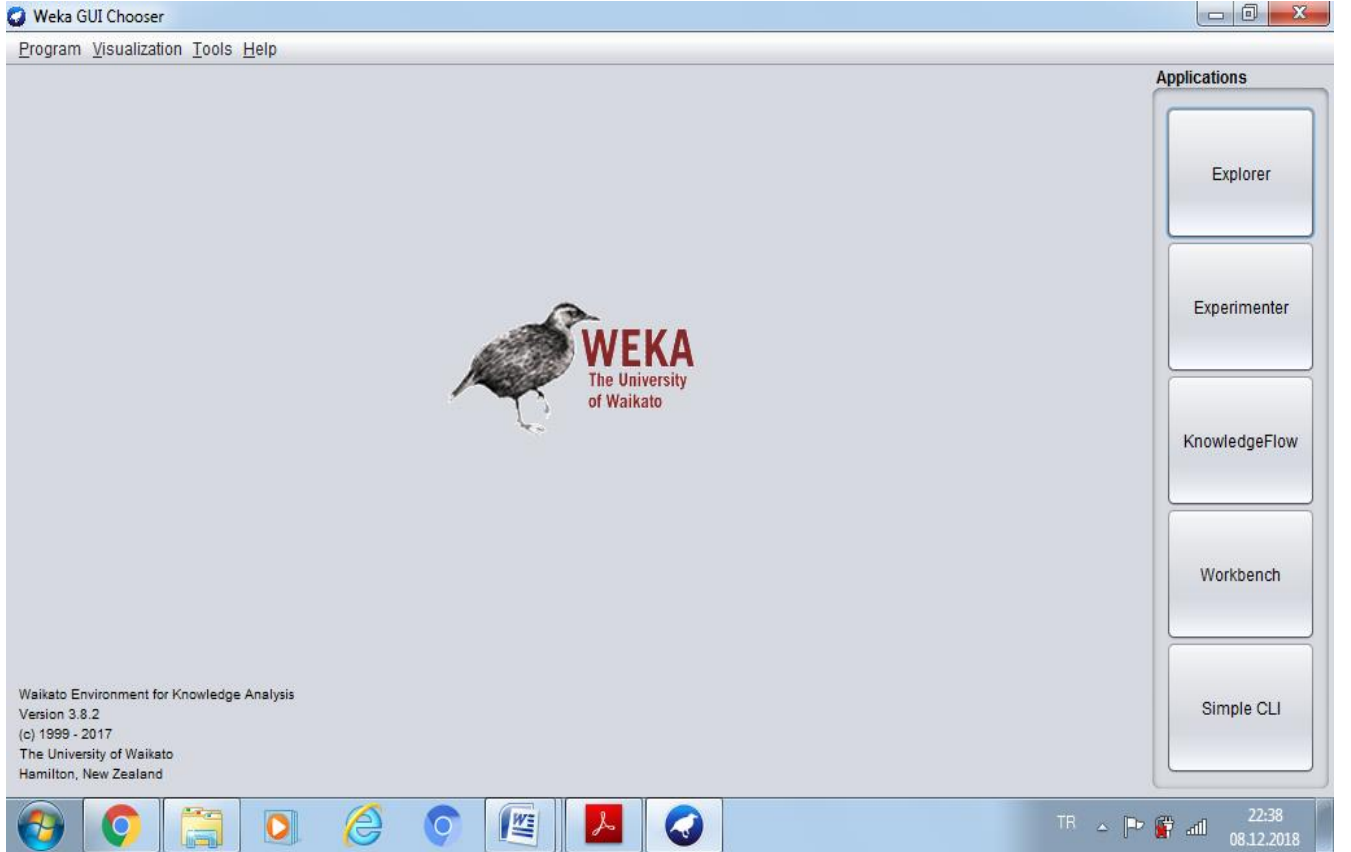 Weka GUI Chooser
Program Visualization Tools Help
Applications
Explorer
Experimenter
KnowledgeFlow
Workbench
Simple CLI
WEKA
The University
of Waikato
Waikato Environment for Knowledge Analysis
Version 3.8.2
(c) 1999 - 2017
The University of Waikato
Hamilton, New Zealand
TR
22:38
08.12.2018